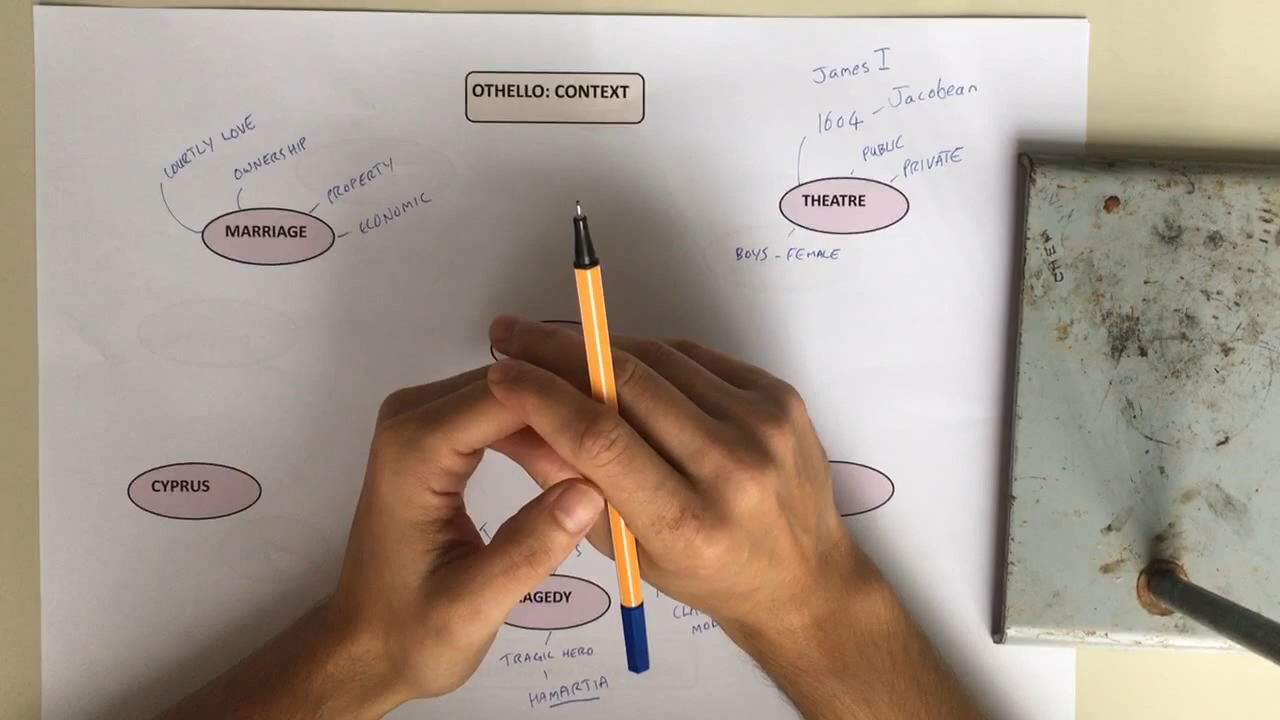 OTHELLO: CONTEXT
James I
1604 - Jacobean
PUBLIC
PRIVATE
THEATRE
BOYS - FEMALE
COURTLY LOVE
OWNERSHIP
PROPERTY
ECONOMIC
MARRIAGE
CYPRUS
AGEDY
TRAGIC HERO
HAMARTIA